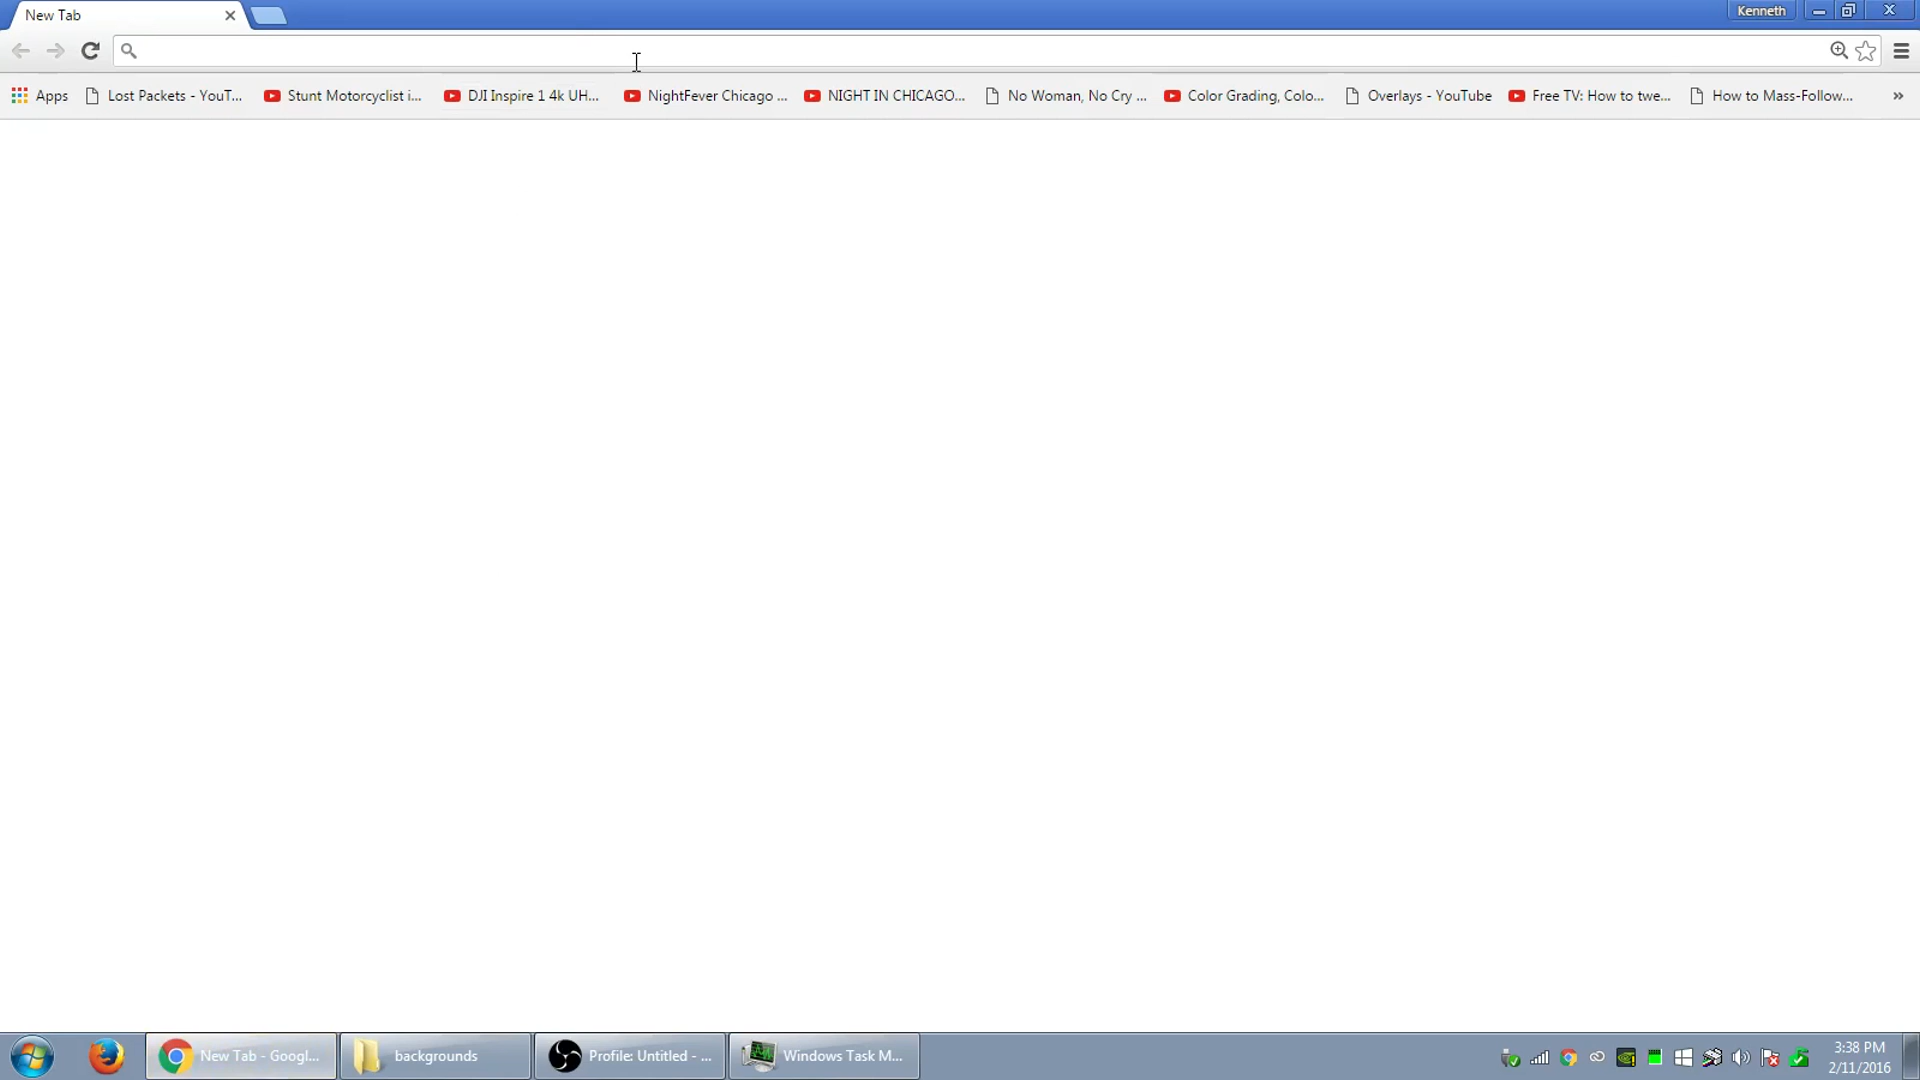 New Tab
Kenneth
Apps
Lost Packets - YouT...
Stunt Motorcyclist i...
DJI Inspire 1 4k UH...
NightFever Chicago ...
NIGHT IN CHICAGO...
No Woman, No Cry ...
Color Grading, Colo...
Overlays - YouTube
Free TV: How to twe...
How to Mass-Follow...
»
New Tab - Googl...
backgrounds
Profile: Untitled - ...
Windows Task M...
3:38 PM
2/11/2016